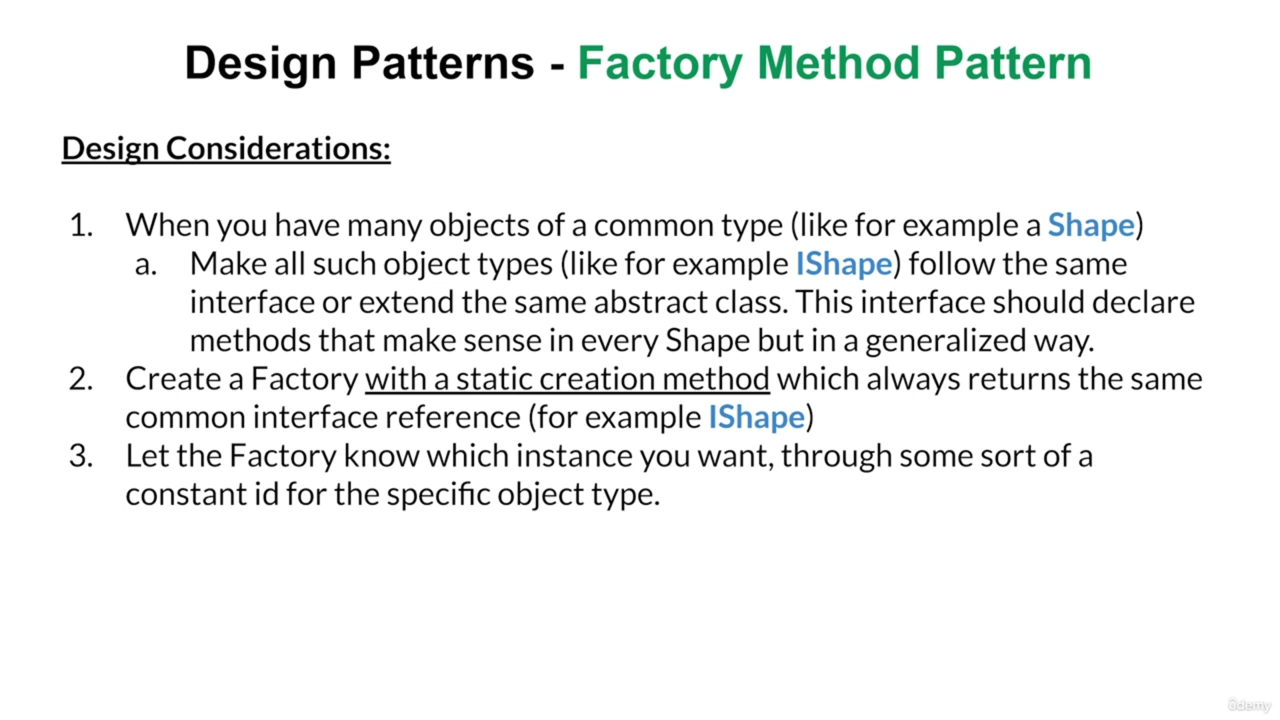 Design Patterns - Factory Method Pattern
Design Considerations:
1. When you have many objects of a common type (like for example a Shape)
a. Make all such object types (like for example IShape) follow the same
interface or extend the same abstract class. This interface should declare
methods that make sense in every Shape but in a generalized way.
2. Create a Factory with a static creation method which always returns the same
common interface reference (for example IShape)
3. Let the Factory know which instance you want, through some sort of a
constant id for the specific object type.
ûdemy